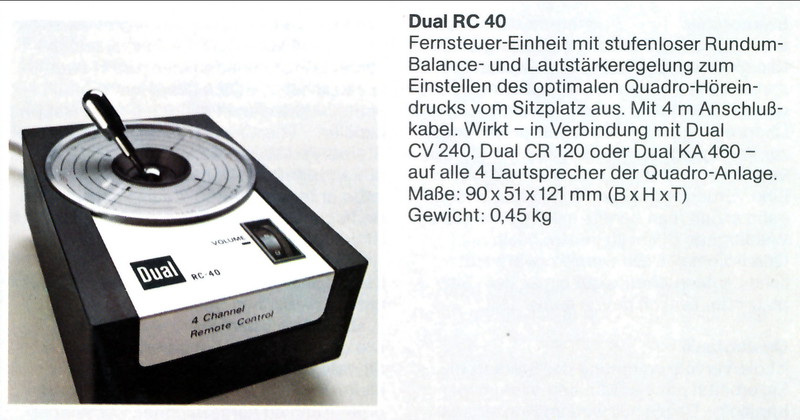 Dual RC 40
Fernsteuer-Einheit mit stufenloser Rundum-
Balance- und Lautstärkeregelung zum
Einstellen des optimalen Quadro-Hörein-
drucks vom Sitzplatz aus. Mit 4 m Anschluß-
kabel. Wirkt – in Verbindung mit Dual
CV 240, Dual CR 120 oder Dual KA 460 –
auf alle 4 Lautsprecher der Quadro-Anlage.
Maße: 90 x 51 x 121 mm (B x H x T)
Gewicht: 0,45 kg
VOLUME
Dual RC-40
4 Channel
Remote Control